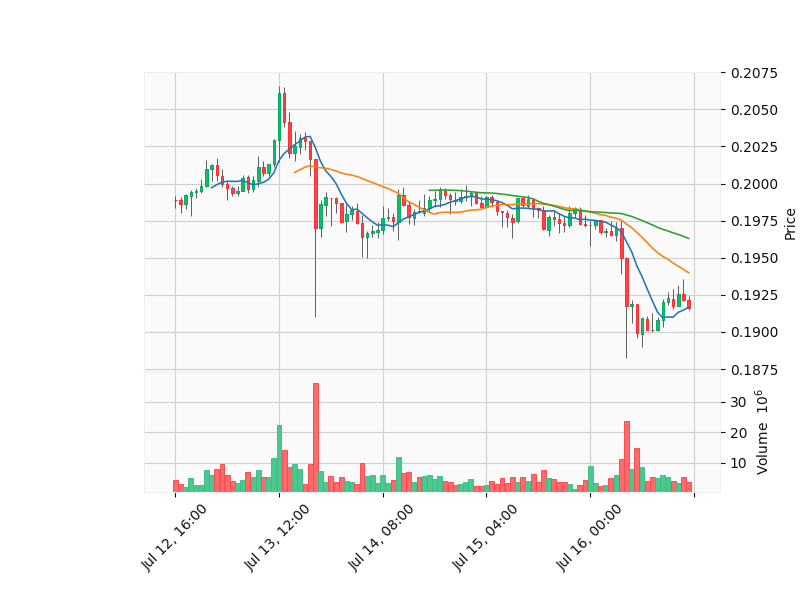 0.2075
0.2050
0.2025
0.2000
0.1975
0.1950
0.1925
0.1900
0.1875
Price
30
20
10
Volume 10^6
Jul 12, 16:00
Jul 13, 12:00
Jul 14, 08:00
Jul 15, 04:00
Jul 16, 00:00